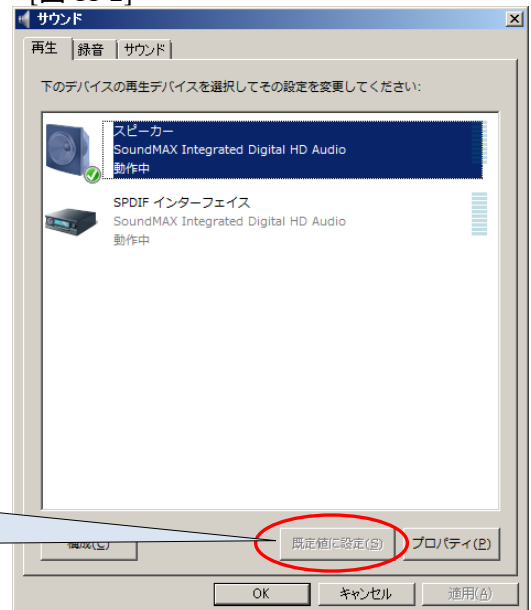 サウンド
再生
録音
サウンド
下のデバイスの再生デバイスを選択してその設定を変更してください:
スピーカー
SoundMAX Integrated Digital HD Audio
動作中
SPDIF インターフェイス
SoundMAX Integrated Digital HD Audio
動作中
構成(C)
既定値に設定(S)
プロパティ(P)
OK
キャンセル
適用(A)